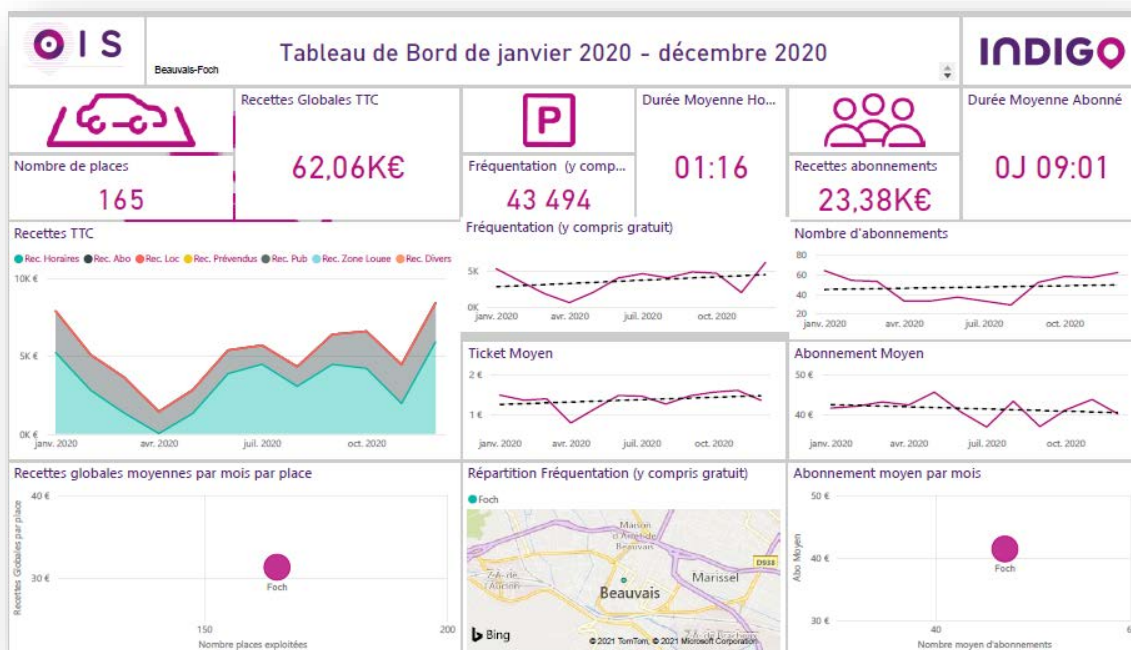 OIS
Beauvais-Foch
Tableau de Bord de janvier 2020 - décembre 2020
INDIGO
Nombre de places
165
Recettes Globales TTC
62,06K€
P
Fréquentation (y comp...
43 494
Durée Moyenne Ho...
01:16
Recettes abonnements
23,38K€
Durée Moyenne Abonné
0J 09:01
Recettes TTC
Rec. Horaires Rec. Abo Rec. Loc Rec. Prévendus Rec. Pub Rec. Zone Louee Rec. Divers
10K €
5K €
0K €
janv. 2020 avr. 2020 juil. 2020 oct. 2020
Fréquentation (y compris gratuit)
5K
0K
janv. 2020 avr. 2020 juil. 2020 oct. 2020
Nombre d'abonnements
80
60
40
20
janv. 2020 avr. 2020 juil. 2020 oct. 2020
Ticket Moyen
2 €
1 €
janv. 2020 avr. 2020 juil. 2020 oct. 2020
Abonnement Moyen
50 €
40 €
janv. 2020 avr. 2020 juil. 2020 oct. 2020
Recettes globales moyennes par mois par place
Recettes Globales par place
40 €
30 €
Foch
150 200
Nombre places exploitées
Répartition Fréquentation (y compris gratuit)
Foch
Beauvais
Marissel
D938
Bing
© 2021 TomTom, © 2021 Microsoft Corporation
Abonnement moyen par mois
Abo Moyen
50 €
40 €
30 €
Foch
40
Nombre moyen d'abonnements